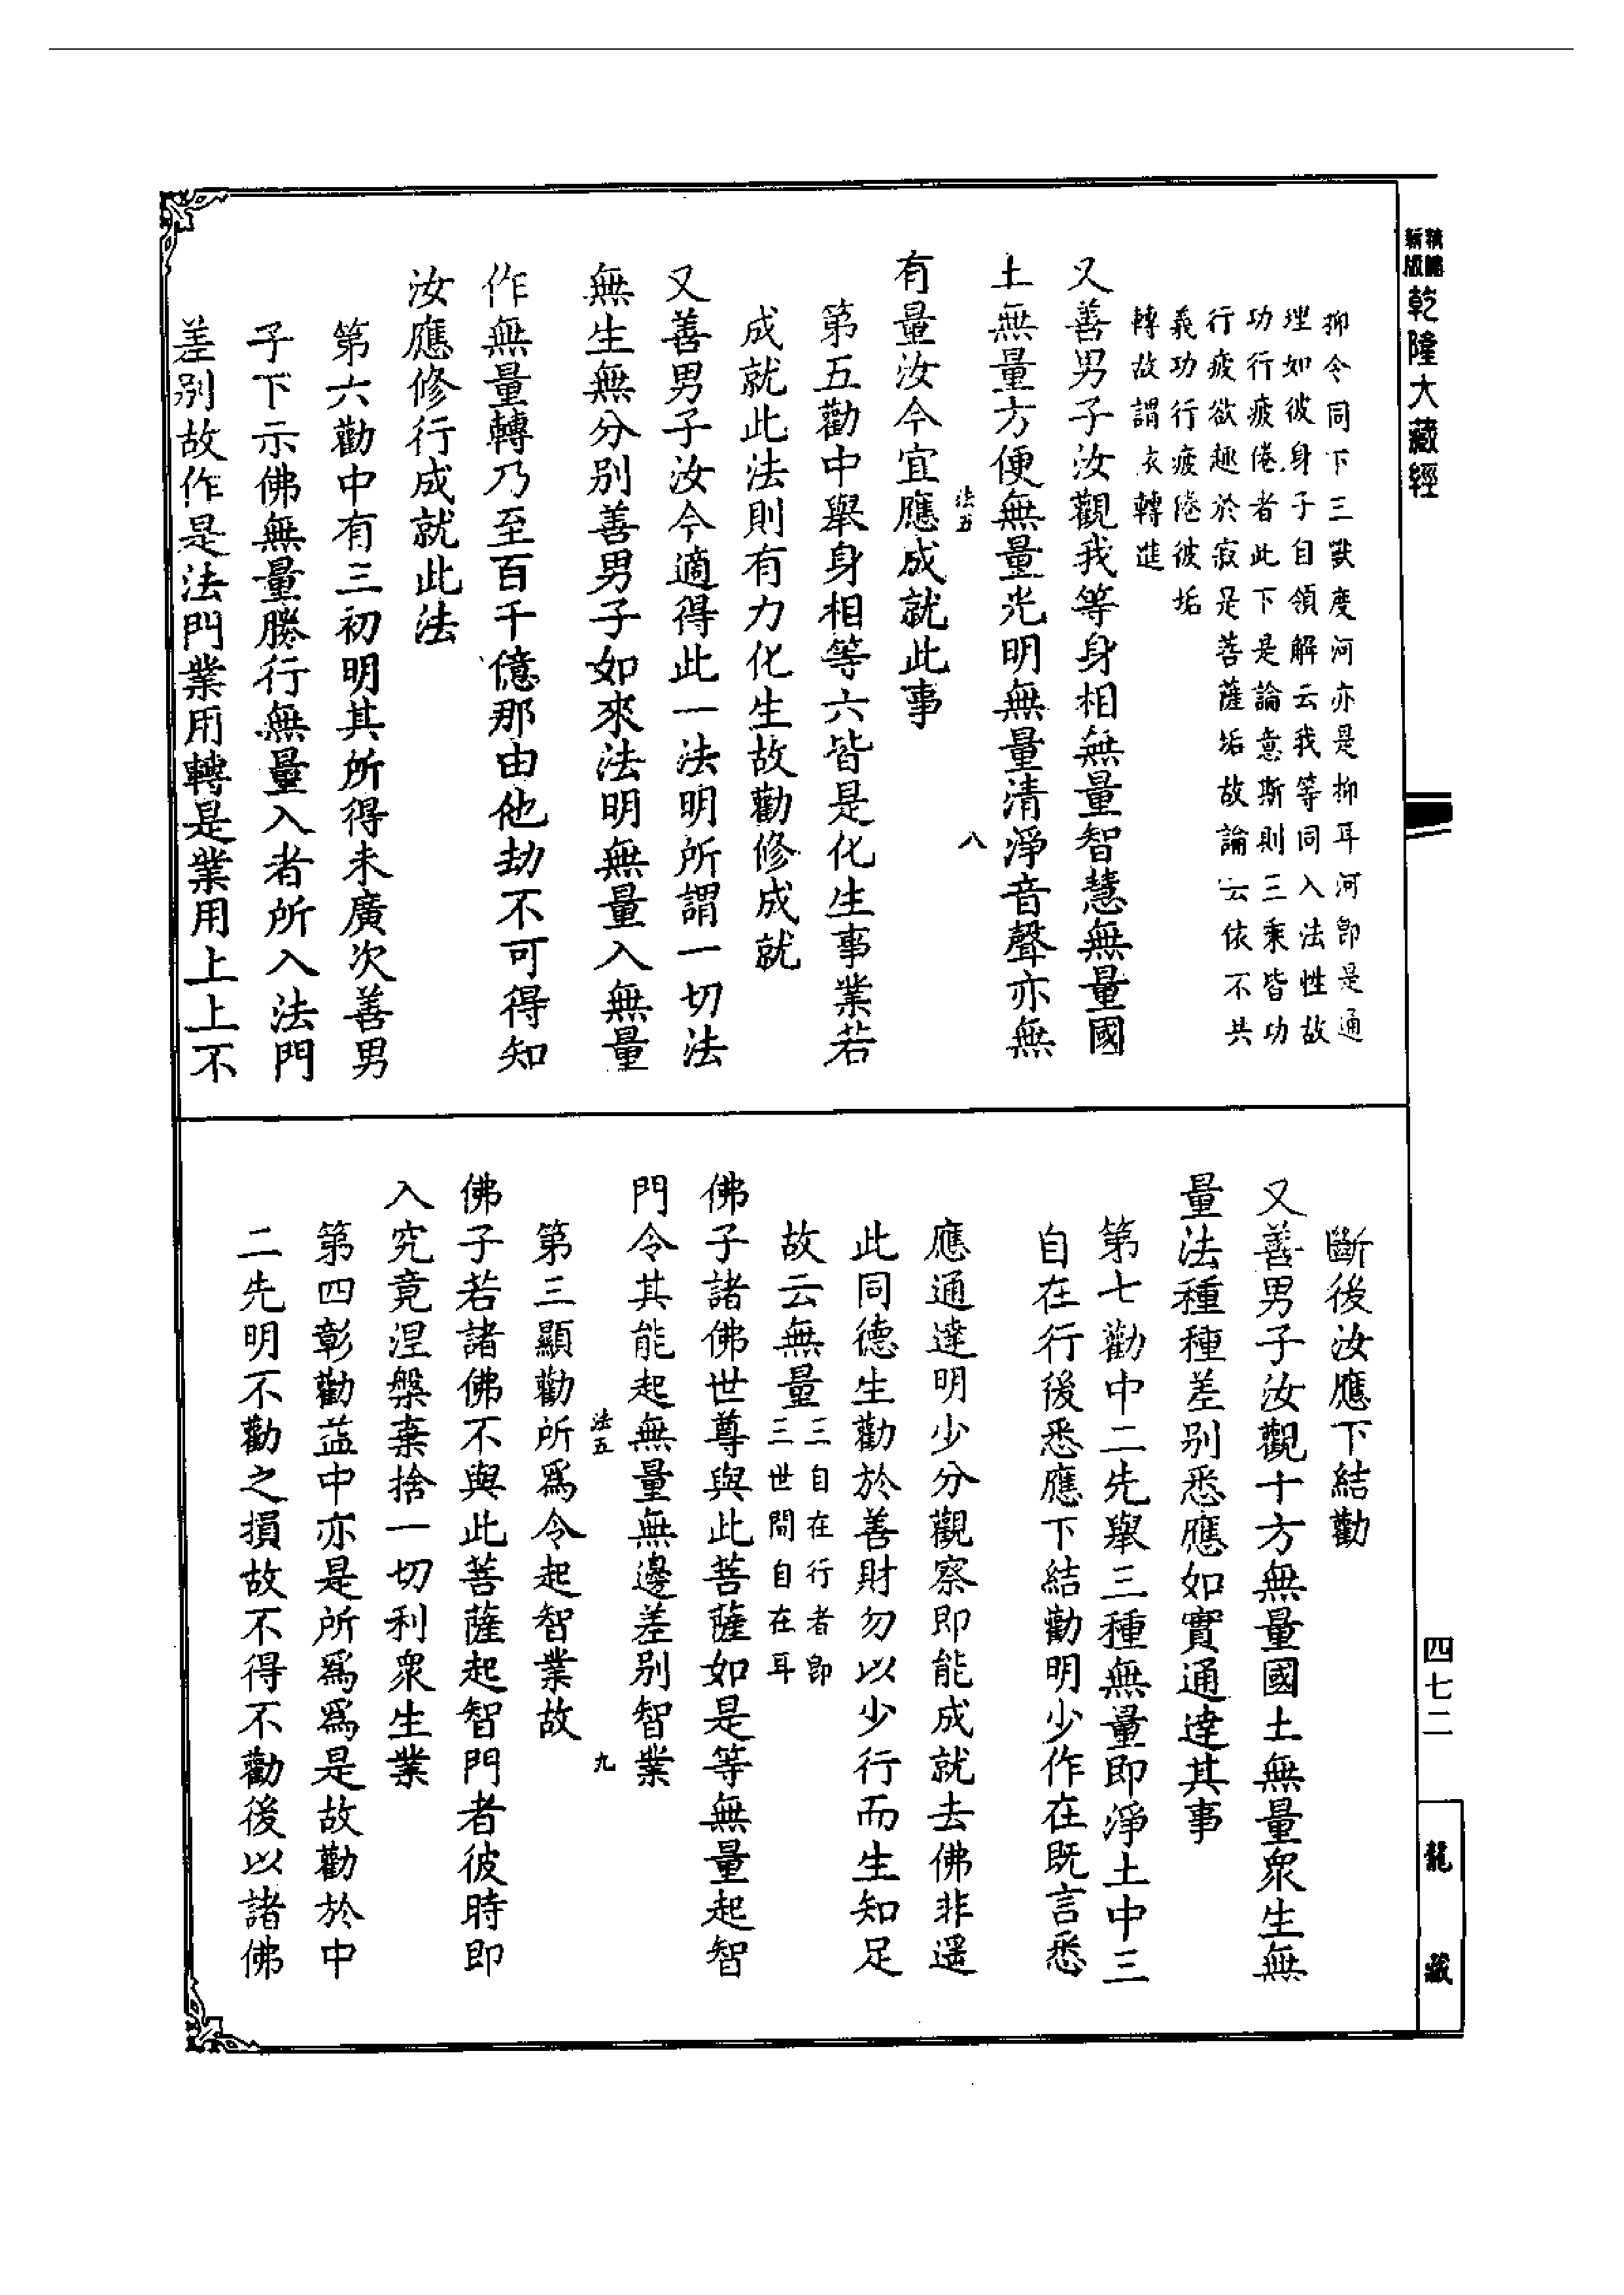 乾隆大藏經
抑令同下三獸度河亦是抑耳河即是通
理如彼身子自領解云我等同入法性故
功行疲倦者此下是論意斯則三乘皆功
行疲欲趣於寂是菩薩垢故論云依不共
義功行疲倦彼垢
轉故謂衣轉進
又善男子汝觀我等身相無量智慧無量國
土無量方便無量光明無量清淨音聲亦無
法五
八
有量汝今宜應成就此事
第五勸中舉身相等六皆是化生事業若
成就此法則有力化生故勸修成就
又善男子汝今適得此一法明所謂一切法
無生無分別善男子如來法明無量入無量
作無量轉乃至百千億那由他劫不可得知
汝應修行成就此法
第六勸中有三初明其所得未廣次善男
子下示佛無量勝行無量入者所入法門
差別故作是法門業用轉是業用上上不
斷後汝應下結勸
又善男子汝觀十方無量國土無量眾生無
量法種種差別悉應如實通達其事
第七勸中二先舉三種無量即淨土中三
自在行後悉應下結勸明少作在既言悉
應通達明少分觀察即能成就去佛非遥
此同德生勸於善財勿以少行而生知足
故云無量三自在行者即
三世間自在耳
佛子諸佛世尊與此菩薩如是等無量起智
門令其能起無量無邊差別智業
法五
九
第三顯勸所爲令起智業故
佛子若諸佛不與此菩薩起智門者彼時即
入究竟涅槃棄捨一切利眾生業
第四彰勸益中亦是所爲爲是故勸於中
二先明不勸之損故不得不勸後以諸佛
四七二
龍藏